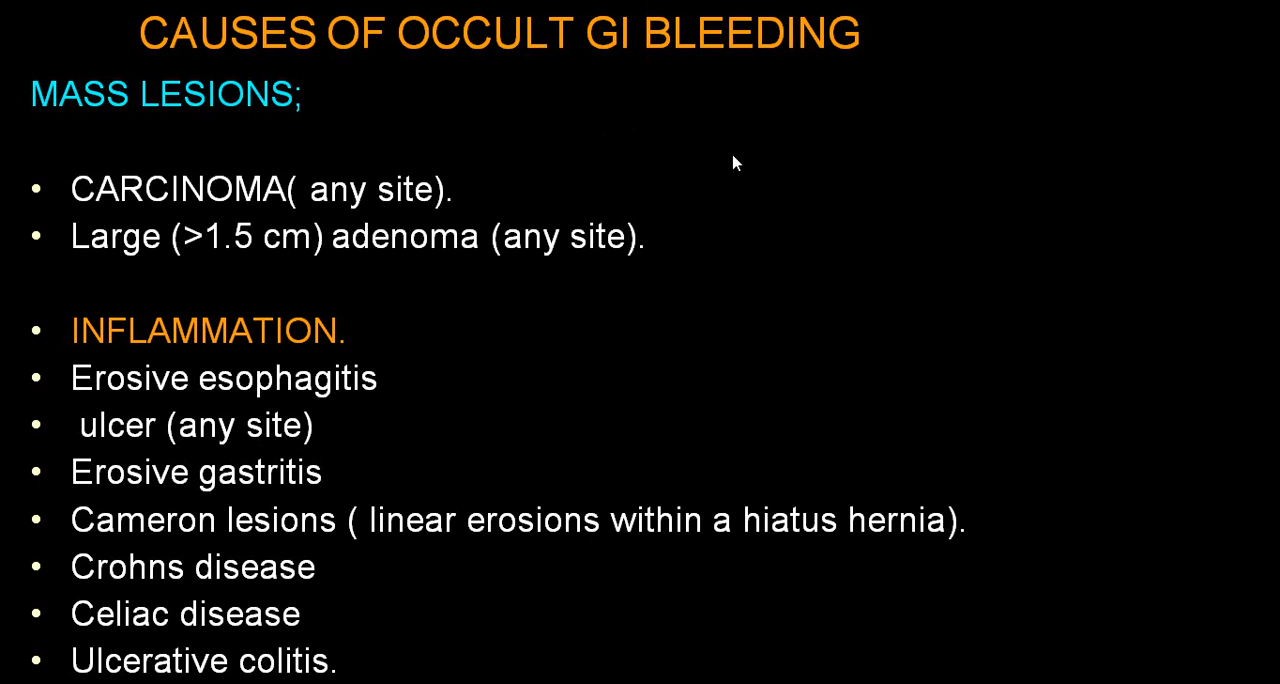 CAUSES OF OCCULT GI BLEEDING
MASS LESIONS;
• CARCINOMA( any site).
• Large (>1.5 cm) adenoma (any site).
• INFLAMMATION.
• Erosive esophagitis
• ulcer (any site)
• Erosive gastritis
• Cameron lesions ( linear erosions within a hiatus hernia).
• Crohns disease
• Celiac disease
• Ulcerative colitis.